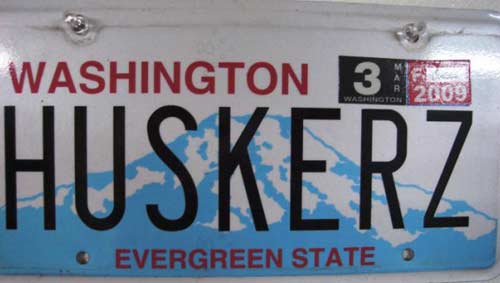 WASHINGTON
3
MAR
WASHINGTON
2009
HUSKERZ
EVERGREEN STATE